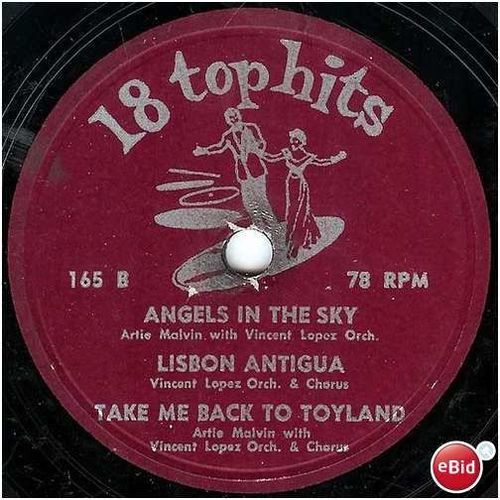 18 top hits
165 B
78 RPM
ANGELS IN THE SKY
Artie Malvin with Vincent Lopez Orch.
LISBON ANTIGUA
Vincent Lopez Orch. & Chorus
TAKE ME BACK TO TOYLAND
Artie Malvin with
Vincent Lopez Orch. & Chorus
eBid